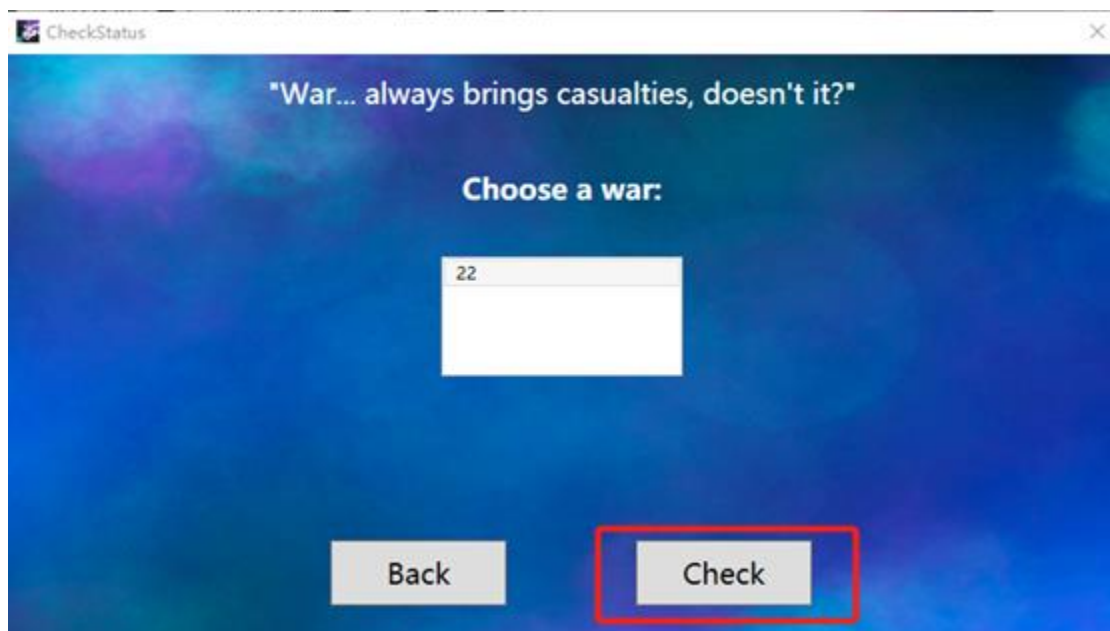 CheckStatus
"War... always brings casualties, doesn't it?"
Choose a war:
22
Back
Check